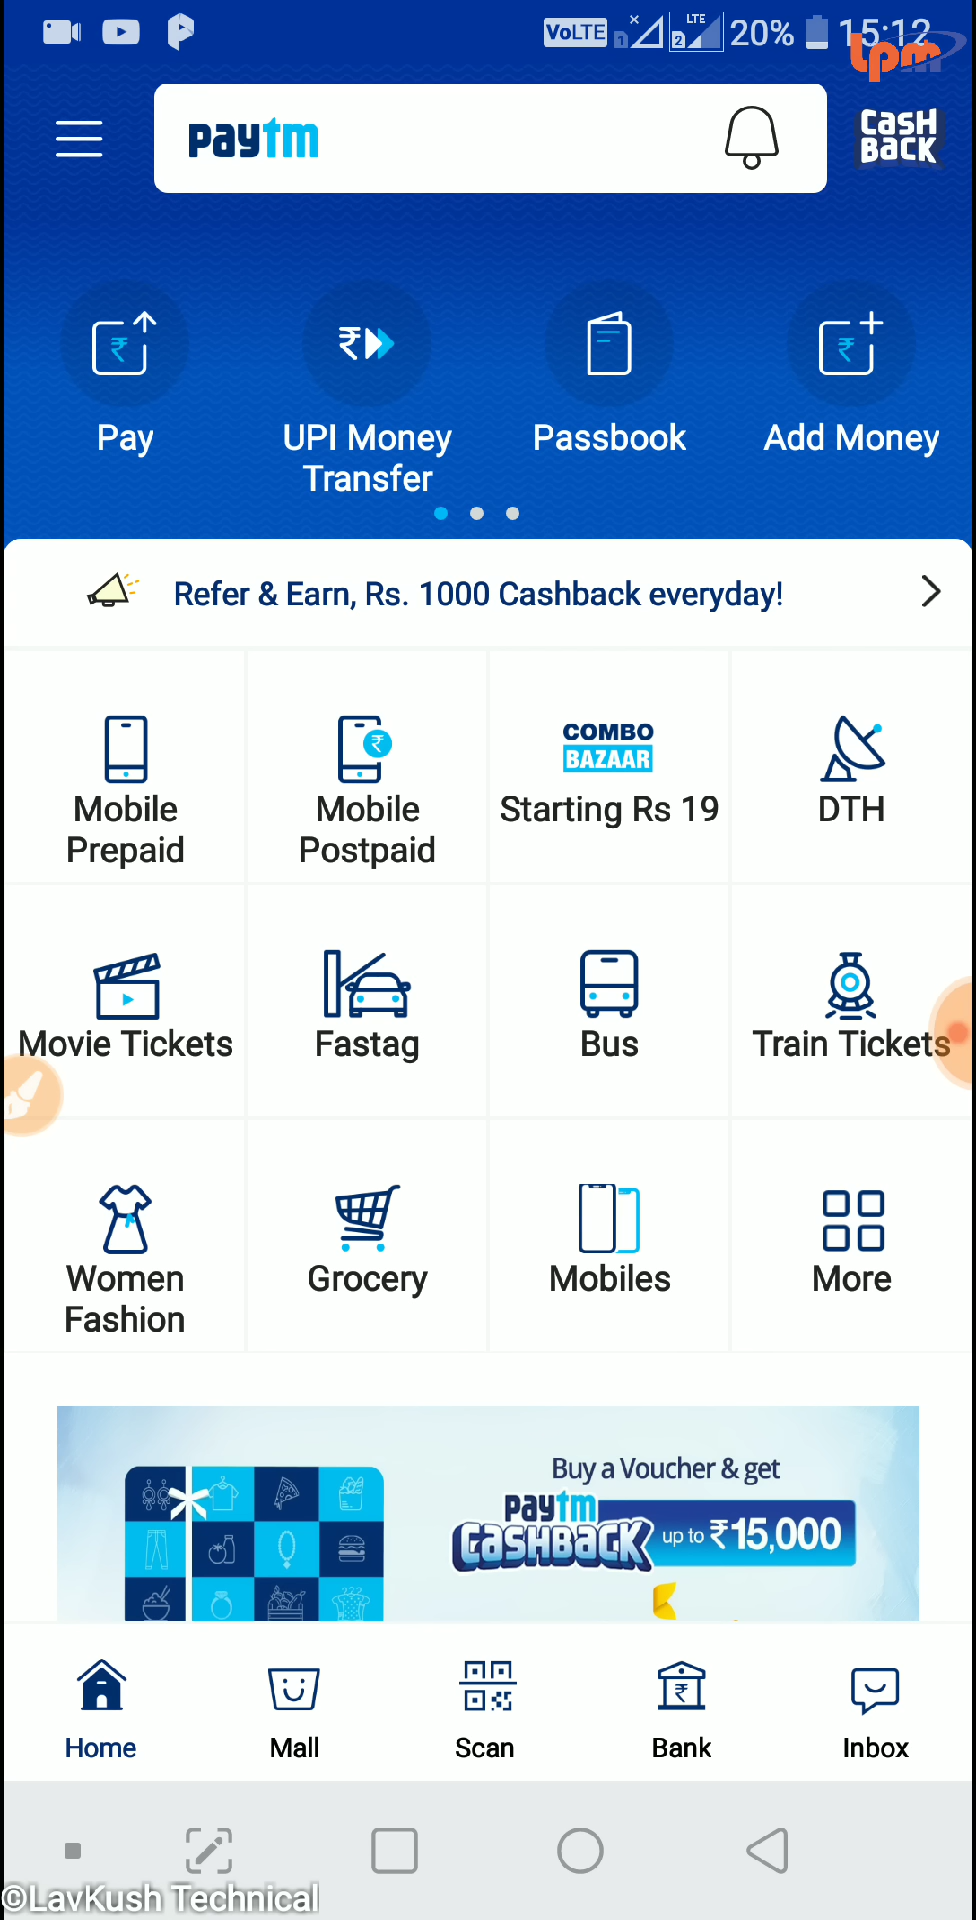 VoLTE 1 2 LTE 20% 15:12
tpm
paytm
CASH
BACK
Pay
UPI Money
Transfer
Passbook
Add Money
Refer & Earn, Rs. 1000 Cashback everyday!
Mobile
Prepaid
Mobile
Postpaid
COMBO
BAZAAR
Starting Rs 19
DTH
Movie Tickets
Fastag
Bus
Train Tickets
Women
Fashion
Grocery
Mobiles
More
Buy a Voucher & get
paytm
CASHBACK up to ₹15,000
Home
Mall
Scan
Bank
Inbox
©LavKush Technical